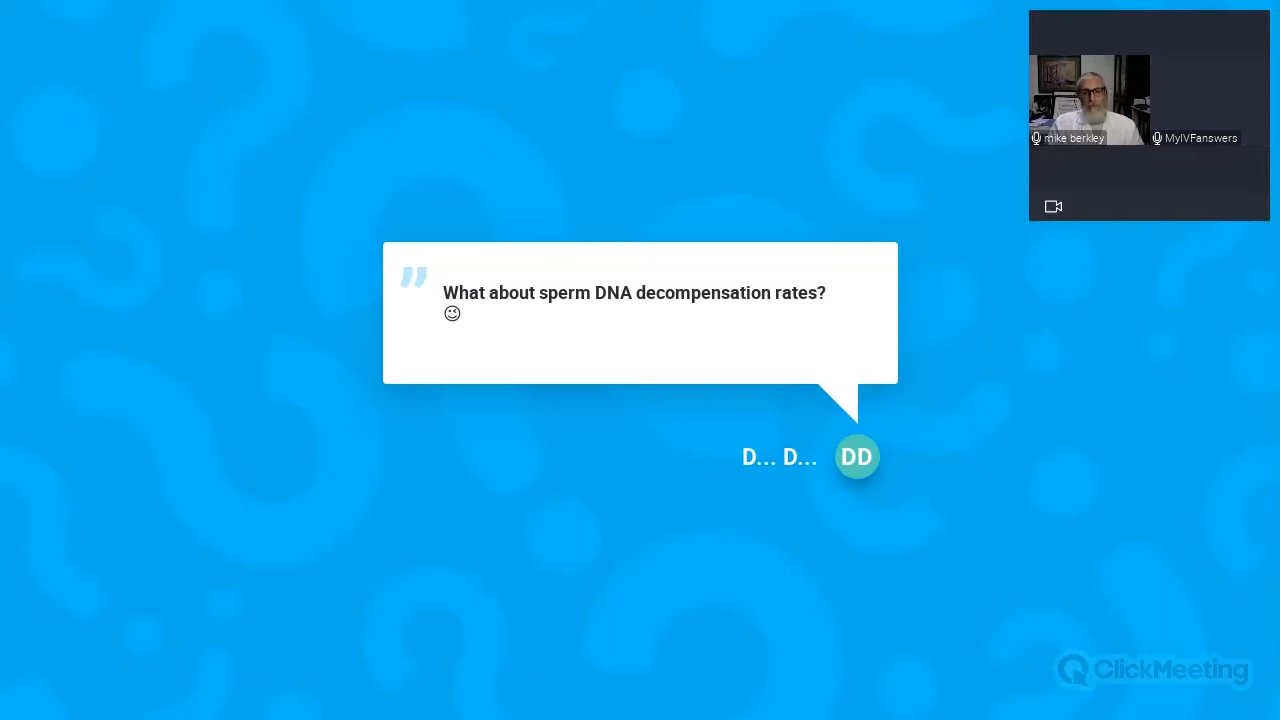 mike berkley
MyIVFanswers
What about sperm DNA decompensation rates?
😉
D... D...
DD
ClickMeeting